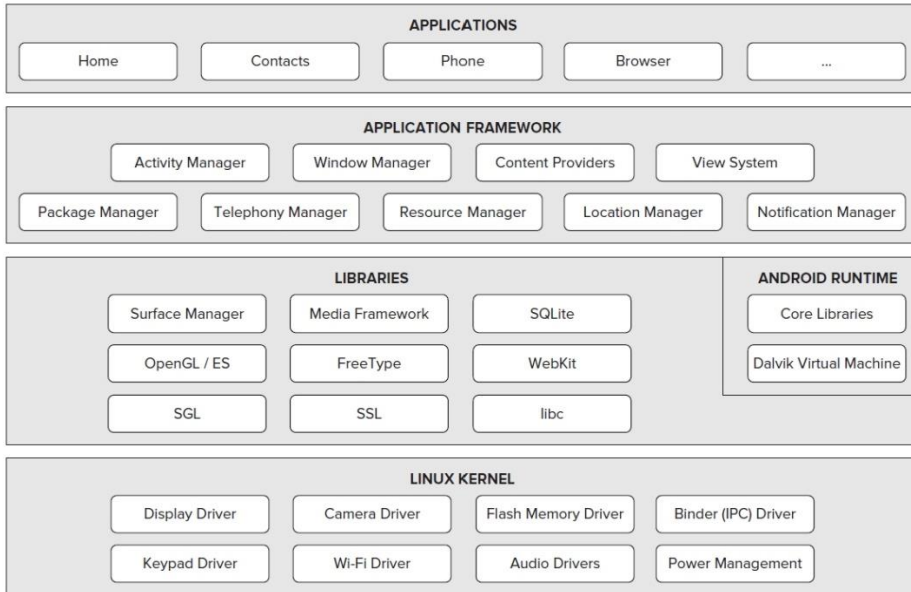 APPLICATIONS
Home
Contacts
Phone
Browser
...
APPLICATION FRAMEWORK
Activity Manager
Window Manager
Content Providers
View System
Package Manager
Telephony Manager
Resource Manager
Location Manager
Notification Manager
LIBRARIES
Surface Manager
Media Framework
SQLite
OpenGL / ES
FreeType
WebKit
SGL
SSL
libc
ANDROID RUNTIME
Core Libraries
Dalvik Virtual Machine
LINUX KERNEL
Display Driver
Camera Driver
Flash Memory Driver
Binder (IPC) Driver
Keypad Driver
Wi-Fi Driver
Audio Drivers
Power Management